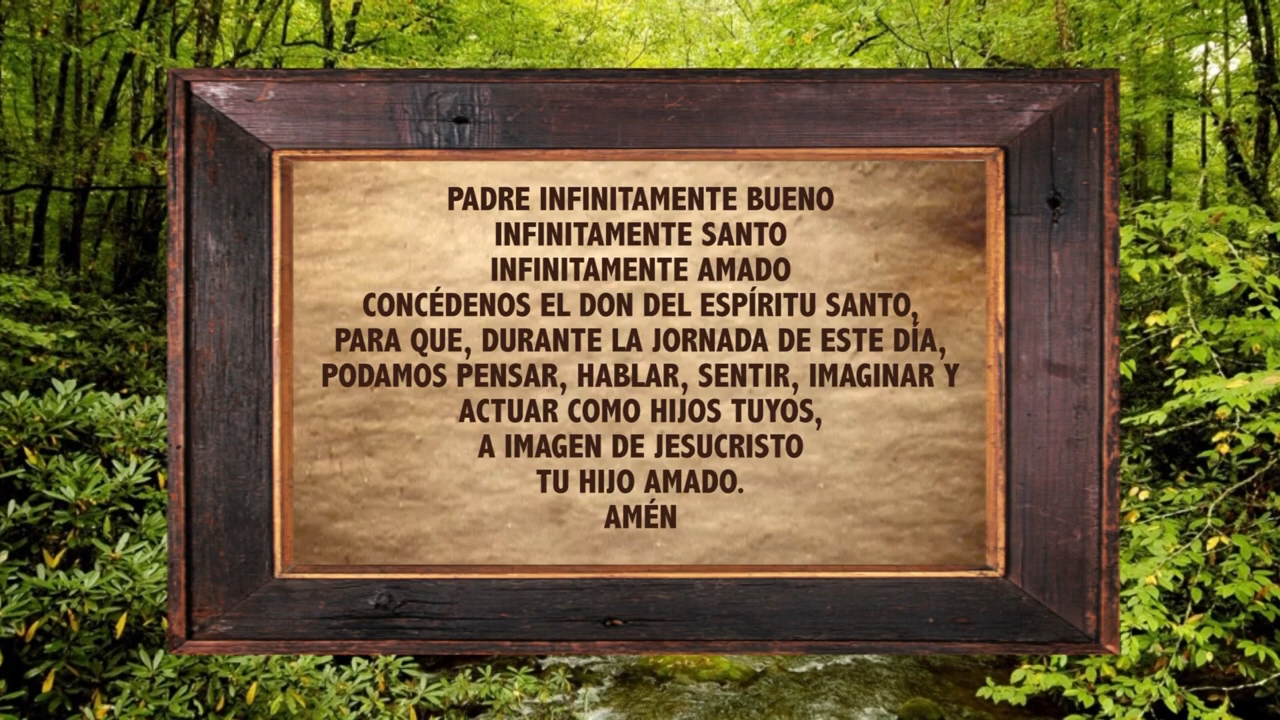 PADRE INFINITAMENTE BUENO
INFINITAMENTE SANTO
INFINITAMENTE AMADO
CONCÉDENOS EL DON DEL ESPÍRITU SANTO,
PARA QUE, DURANTE LA JORNADA DE ESTE DÍA,
PODAMOS PENSAR, HABLAR, SENTIR, IMAGINAR Y
ACTUAR COMO HIJOS TUYOS,
A IMAGEN DE JESUCRISTO
TU HIJO AMADO.
AMÉN